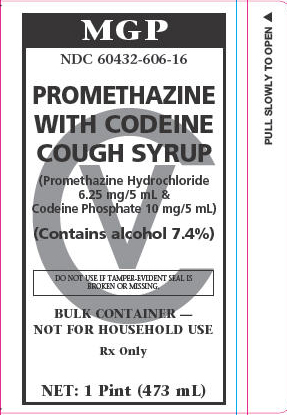 MGP
NDC 60432-606-16
PROMETHAZINE
WITH CODEINE
COUGH SYRUP
(Promethazine Hydrochloride
6.25 mg/5 mL &
Codeine Phosphate 10 mg/5 mL)
(Contains alcohol 7.4%)
CV
DO NOT USE IF TAMPER-EVIDENT SEAL IS
BROKEN OR MISSING.
BULK CONTAINER —
NOT FOR HOUSEHOLD USE
Rx Only
NET: 1 Pint (473 mL)
PULL SLOWLY TO OPEN ▲